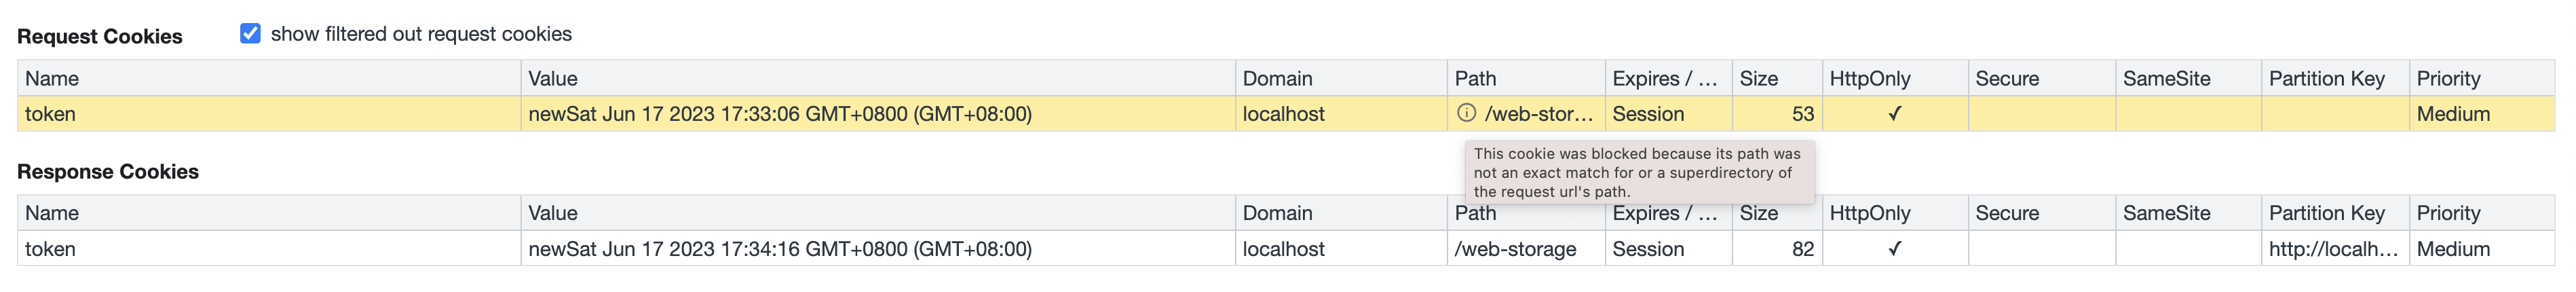 Request Cookies show filtered out request cookies
Name Value Domain Path Expires / ... Size HttpOnly Secure SameSite Partition Key Priority
token newSat Jun 17 2023 17:33:06 GMT+0800 (GMT+08:00) localhost /web-stor... Session 53 ✓ Medium
This cookie was blocked because its path was
not an exact match for or a superdirectory of
the request url's path.
Response Cookies
Name Value Domain Path Expires / ... Size HttpOnly Secure SameSite Partition Key Priority
token newSat Jun 17 2023 17:34:16 GMT+0800 (GMT+08:00) localhost /web-storage Session 82 ✓ http://localh... Medium